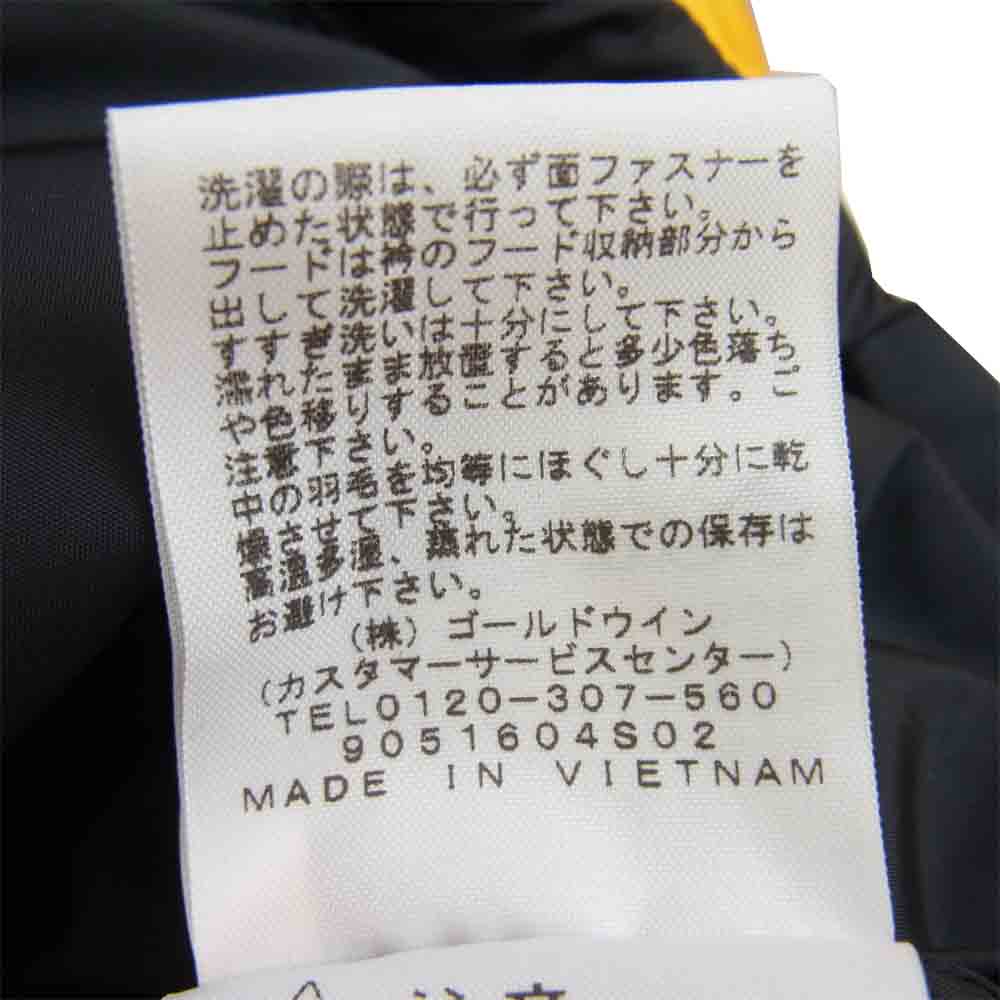 洗濯の際は、必ず面ファスナーを
止めた状態で行って下さい。
フードは衿のフード収納部分から
出して洗濯して下さい。
すすぎ洗いは十分にして下さい。
濡れたまま放置すると多少色落ち
や色移りすることがあります。ご
注意下さい。
中の羽毛を均等にほぐし十分に乾
燥させて下さい。
高温多湿、蒸れた状態での保存は
お避け下さい。
(株)ゴールドウイン
(カスタマーサービスセンター)
TEL0120-307-560
9051604S02
MADE IN VIETNAM
注意